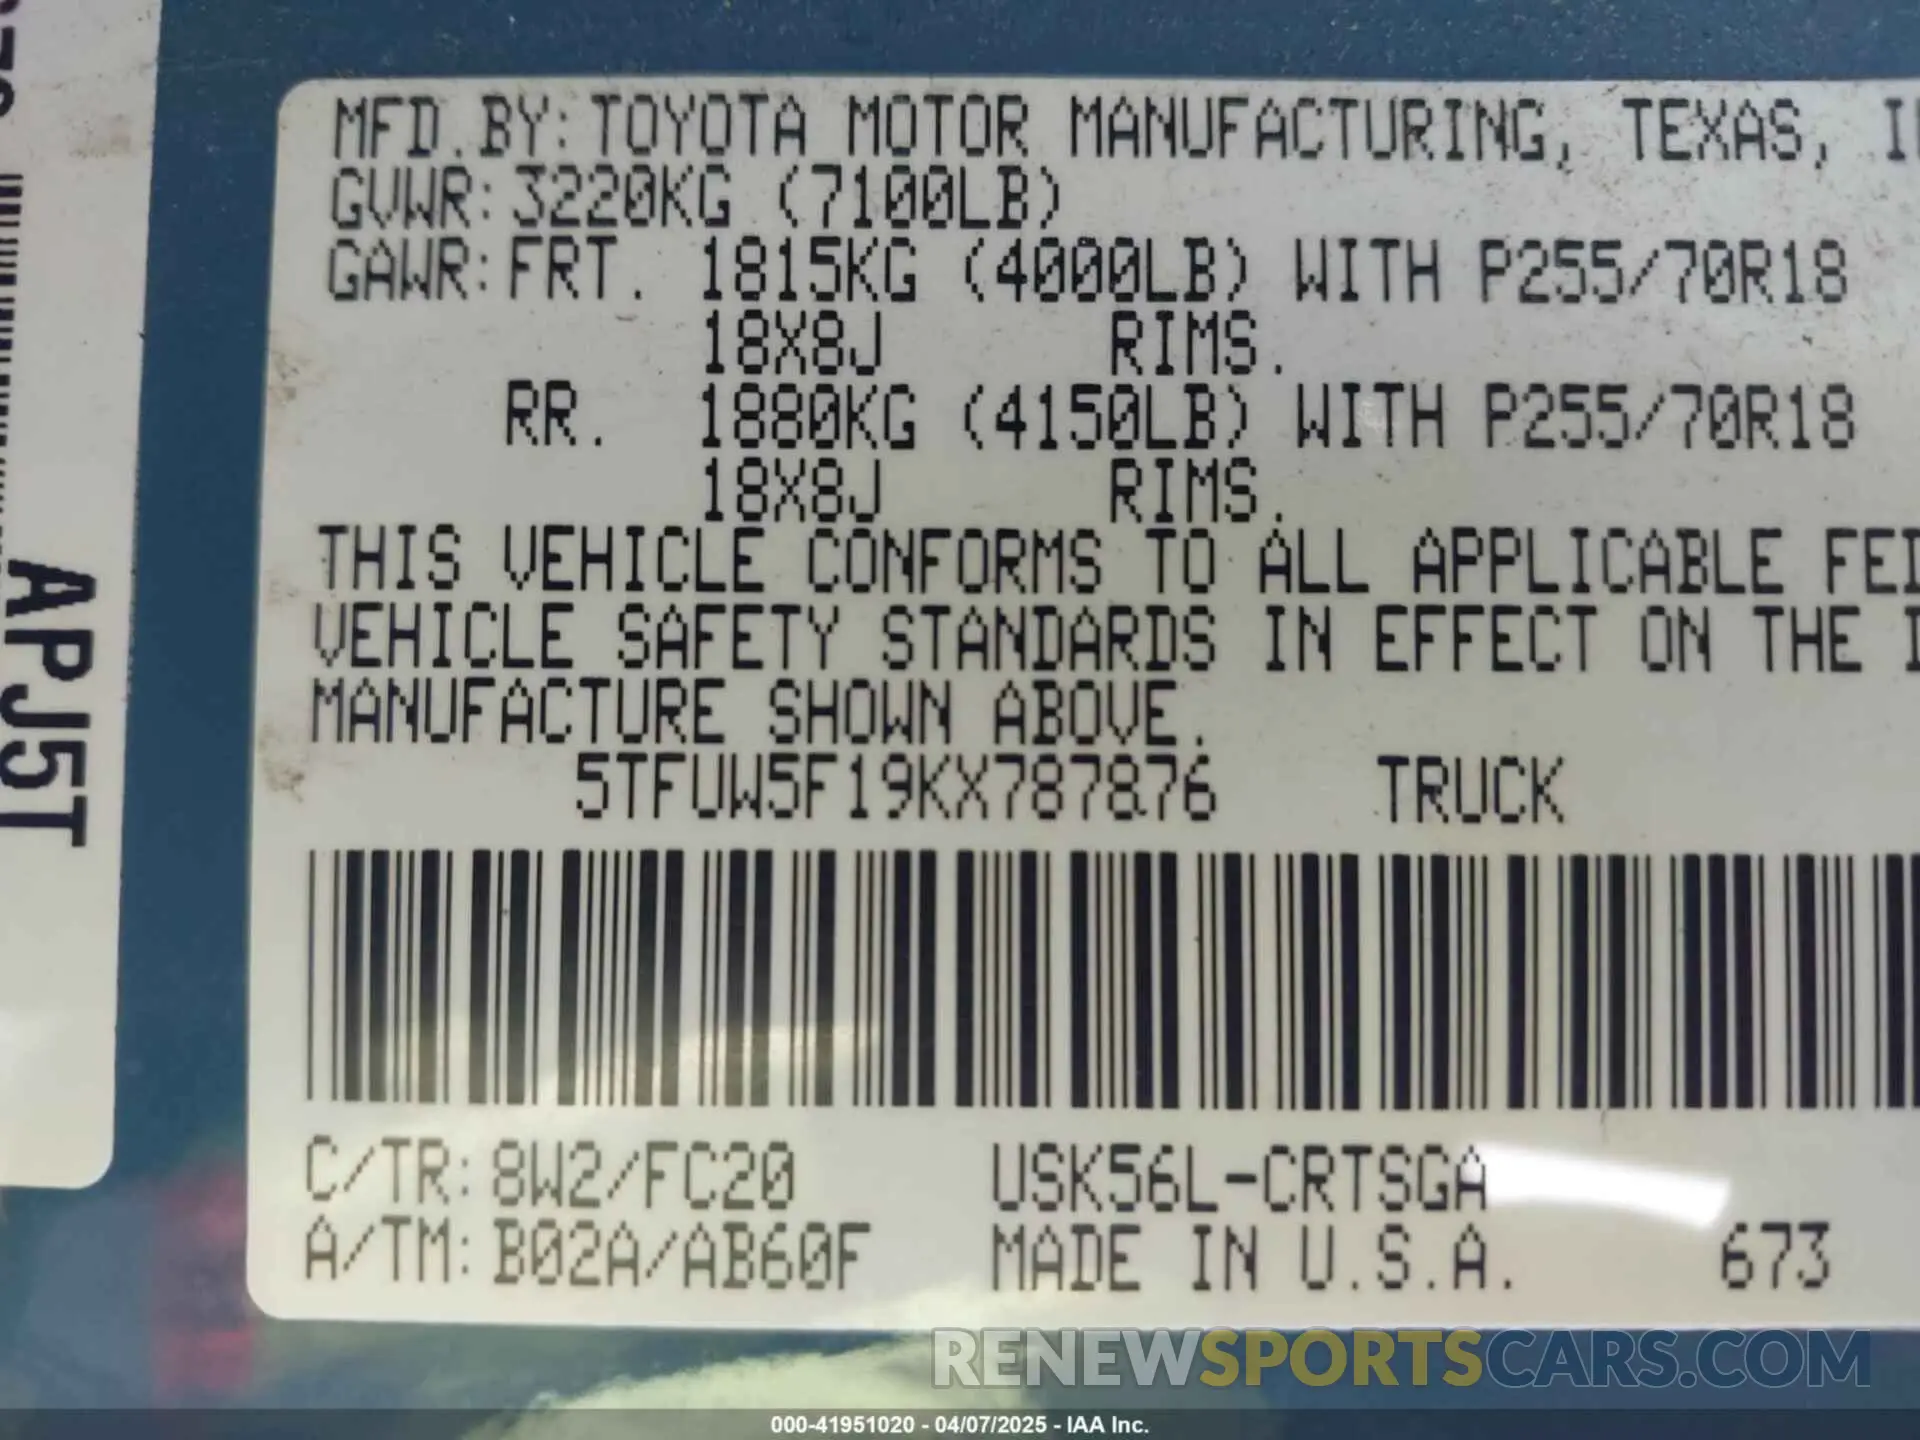 MFD.BY: TOYOTA MOTOR MANUFACTURING, TEXAS,
GVWR: 3220KG (7100LB)
GAWR: FRT. 1815KG (4000LB) WITH P255/70R18
18X8J RIMS.
RR. 1880KG (4150LB) WITH P255/70R18
18X8J RIMS.
THIS VEHICLE CONFORMS TO ALL APPLICABLE
VEHICLE SAFETY STANDARDS IN EFFECT ON THE
MANUFACTURE SHOWN ABOVE.
5TFUW5F19KX787876 TRUCK
C/TR: 8W2/FC20 USK56L-CRTSGA
A/TM: B02A/AB60F MADE IN U.S.A. 673
APJ5T
RENEWSPORTSCARS.COM
000-41951020 - 04/07/2025 - IAA Inc.